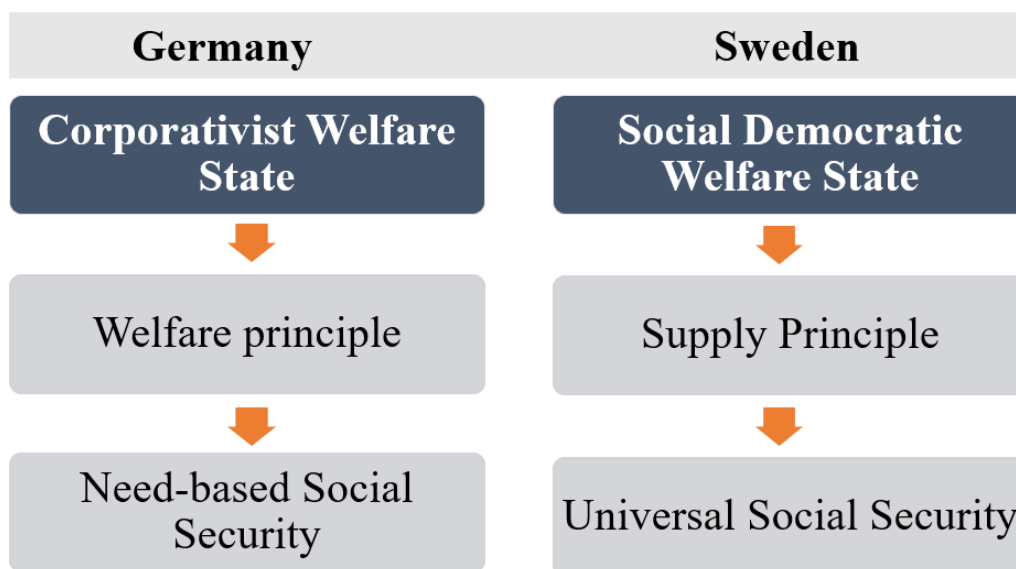 Germany
Sweden
Corporativist Welfare
State
Social Democratic
Welfare State
Welfare principle
Supply Principle
Need-based Social
Security
Universal Social Security